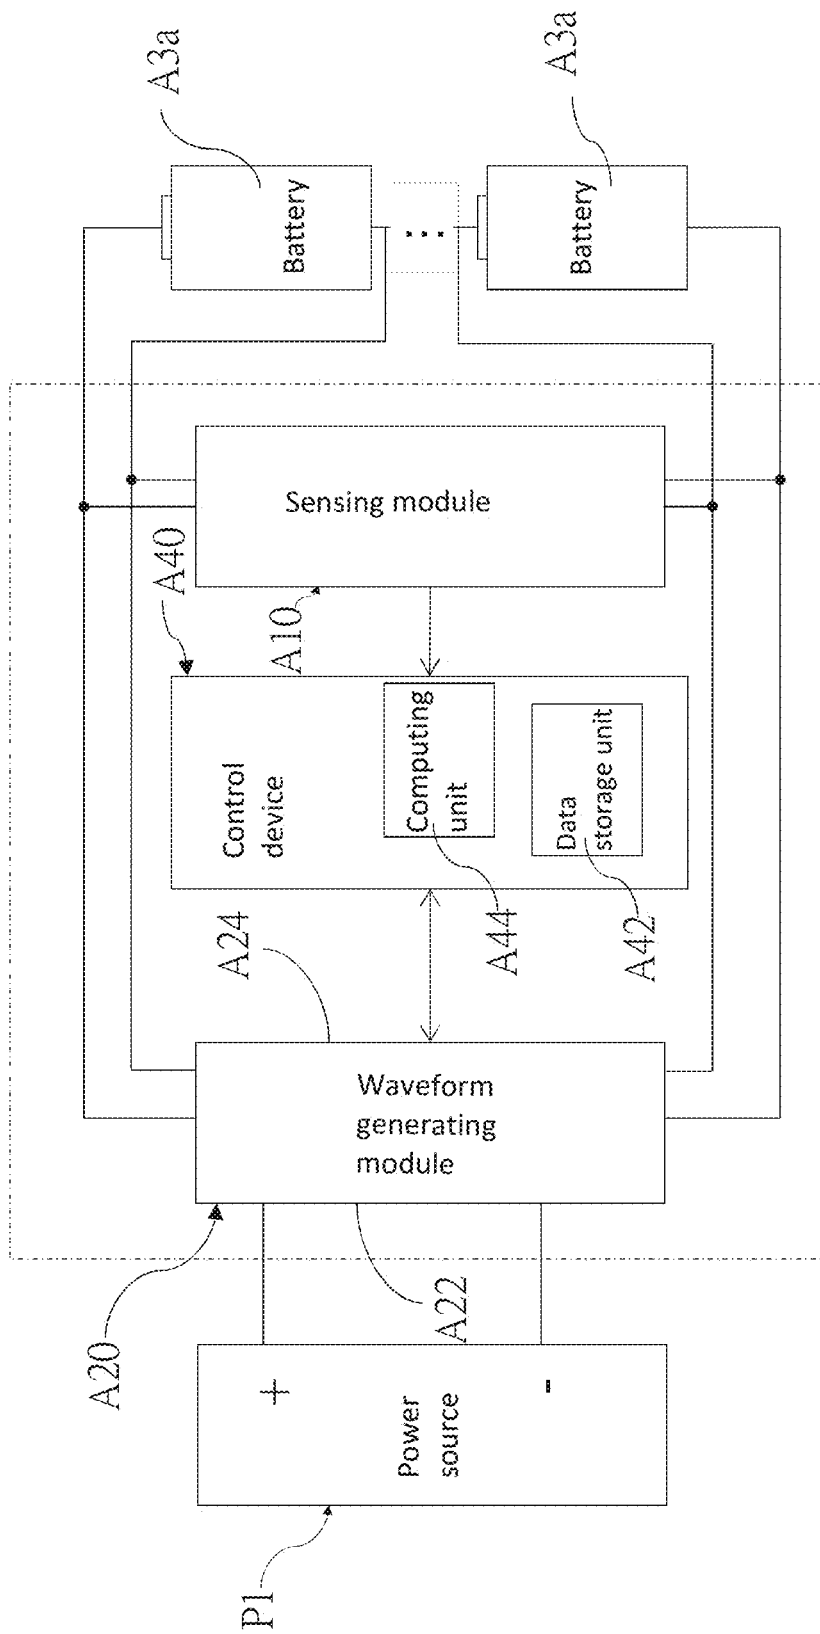 A3a
A3a
Battery
Battery
Sensing module
A40
A10
Control
device
Computing
unit
Data
storage unit
A24
A44
A42
Waveform
generating
module
A20
A22
+
-
Power
source
P1